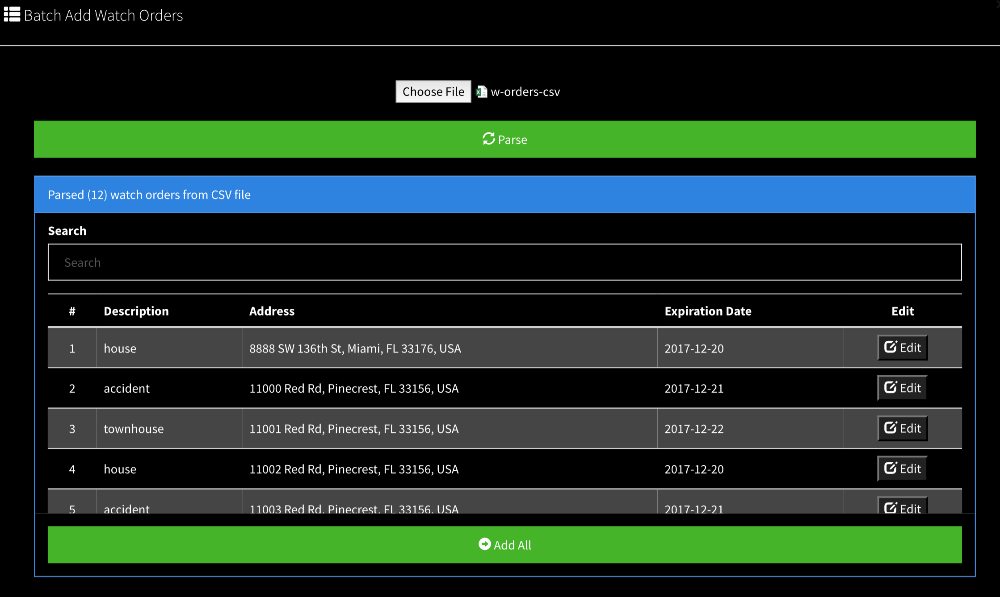 Batch Add Watch Orders
Choose File w-orders-csv
Parse
Parsed (12) watch orders from CSV file
Search
Search
# Description Address Expiration Date Edit
1 house 8888 SW 136th St, Miami, FL 33176, USA 2017-12-20 Edit
2 accident 11000 Red Rd, Pinecrest, FL 33156, USA 2017-12-21 Edit
3 townhouse 11001 Red Rd, Pinecrest, FL 33156, USA 2017-12-22 Edit
4 house 11002 Red Rd, Pinecrest, FL 33156, USA 2017-12-20 Edit
5 accident 11003 Red Rd, Pinecrest, FL 33156, USA 2017-12-21 Edit
Add All